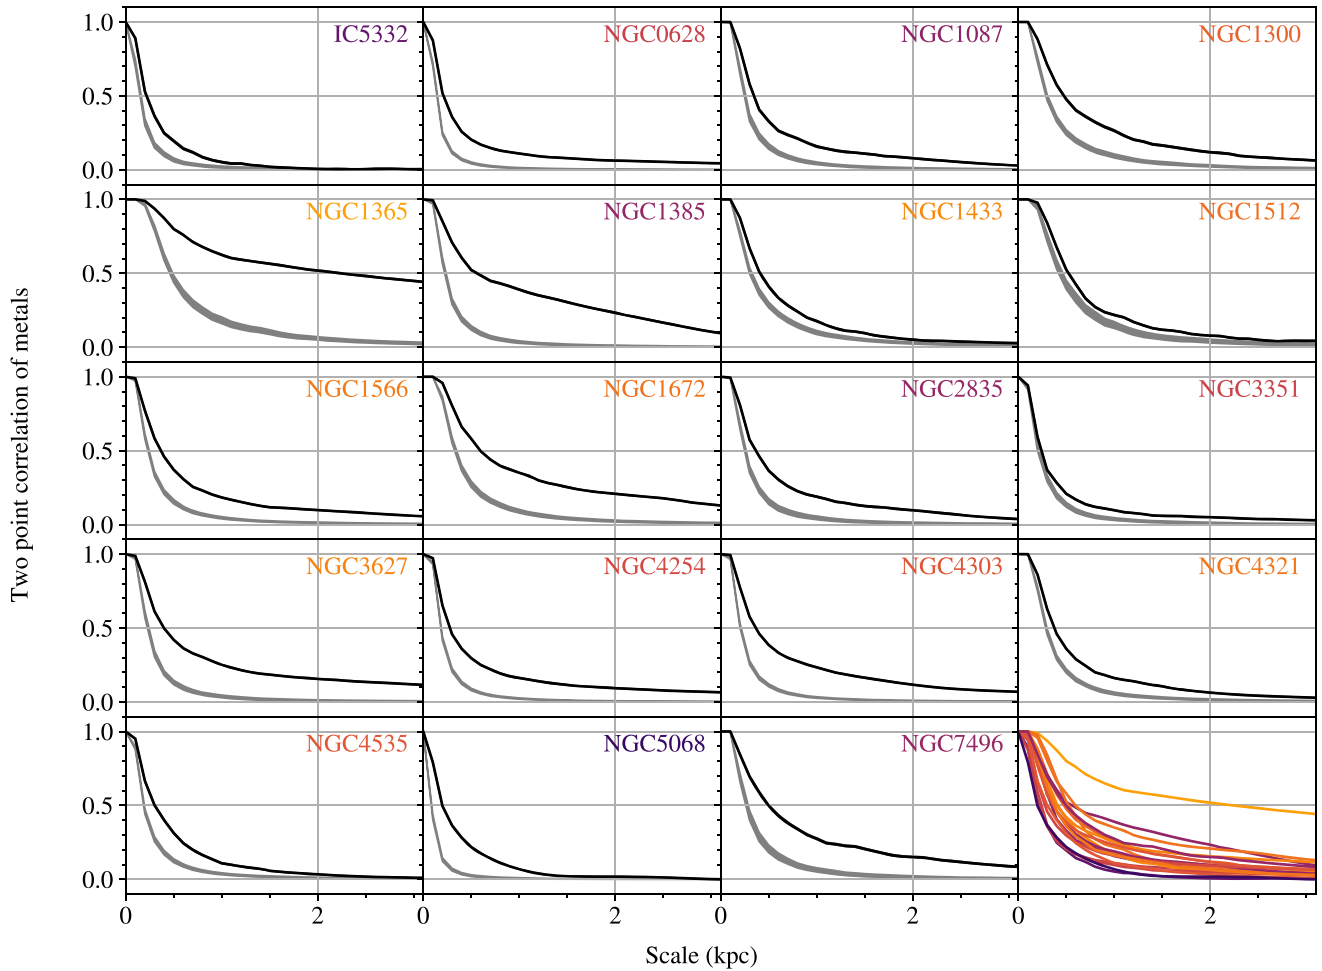 1.0 IC5332 NGC0628 NGC1087 NGC1300
0.5
0.0
1.0 NGC1365 NGC1385 NGC1433 NGC1512
0.5
0.0
1.0 NGC1566 NGC1672 NGC2835 NGC3351
0.5
0.0
1.0 NGC3627 NGC4254 NGC4303 NGC4321
0.5
0.0
1.0 NGC4535 NGC5068 NGC7496
0.5
0.0
0 2 0 2 0 2 0 2
Two point correlation of metals
Scale (kpc)